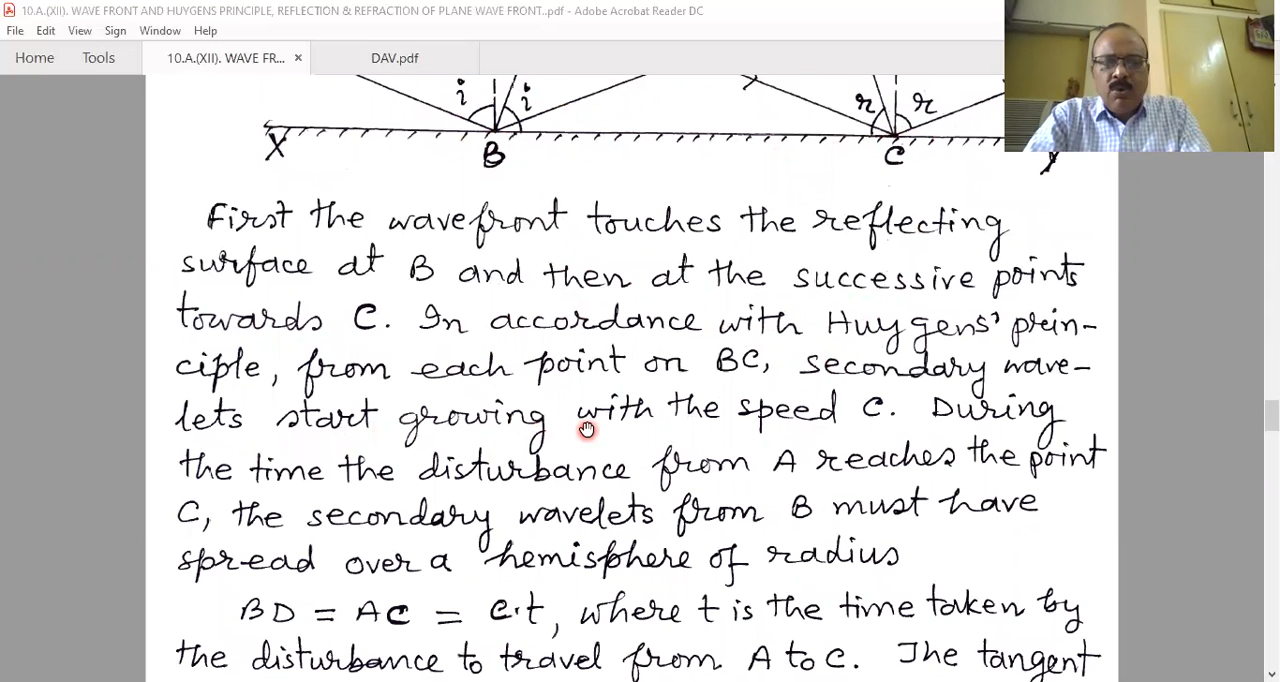 10.A.(XII). WAVE FRONT AND HUYGENS PRINCIPLE, REFLECTION & REFRACTION OF PLANE WAVE FRONT..pdf - Adobe Acrobat Reader DC
File Edit View Sign Window Help
Home Tools 10.A.(XII). WAVE FR... × DAV.pdf
i i r r
X B C Y
First the wavefront touches the reflecting
surface at B and then at the successive points
towards C. In accordance with Huygens' prin-
ciple, from each point on BC, secondary wave-
lets start growing with the speed c. During
the time the disturbance from A reaches the point
C, the secondary wavelets from B must have
spread over a hemisphere of radius
BD = AC = c.t, where t is the time taken by
the disturbance to travel from A to C. The tangent